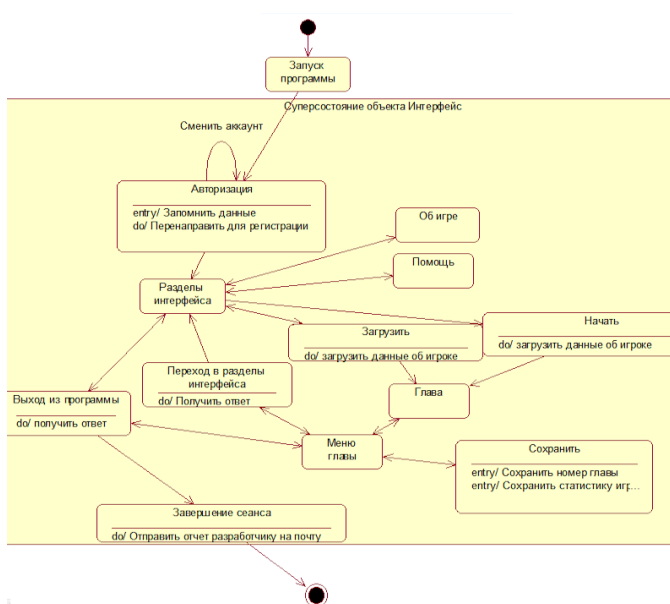 Запуск
программы
Суперсостояние объекта Интерфейс
Сменить аккаунт
Авторизация
entry/ Запомнить данные
do/ Перенаправить для регистрации
Об игре
Помощь
Разделы
интерфейса
Загрузить
do/ загрузить данные об игроке
Начать
do/ загрузить данные об игроке
Переход в разделы
интерфейса
do/ Получить ответ
Глава
Выход из программы
do/ получить ответ
Меню
главы
Сохранить
entry/ Сохранить номер главы
entry/ Сохранить статистику игр...
Завершение сеанса
do/ Отправить отчет разработчику на почту